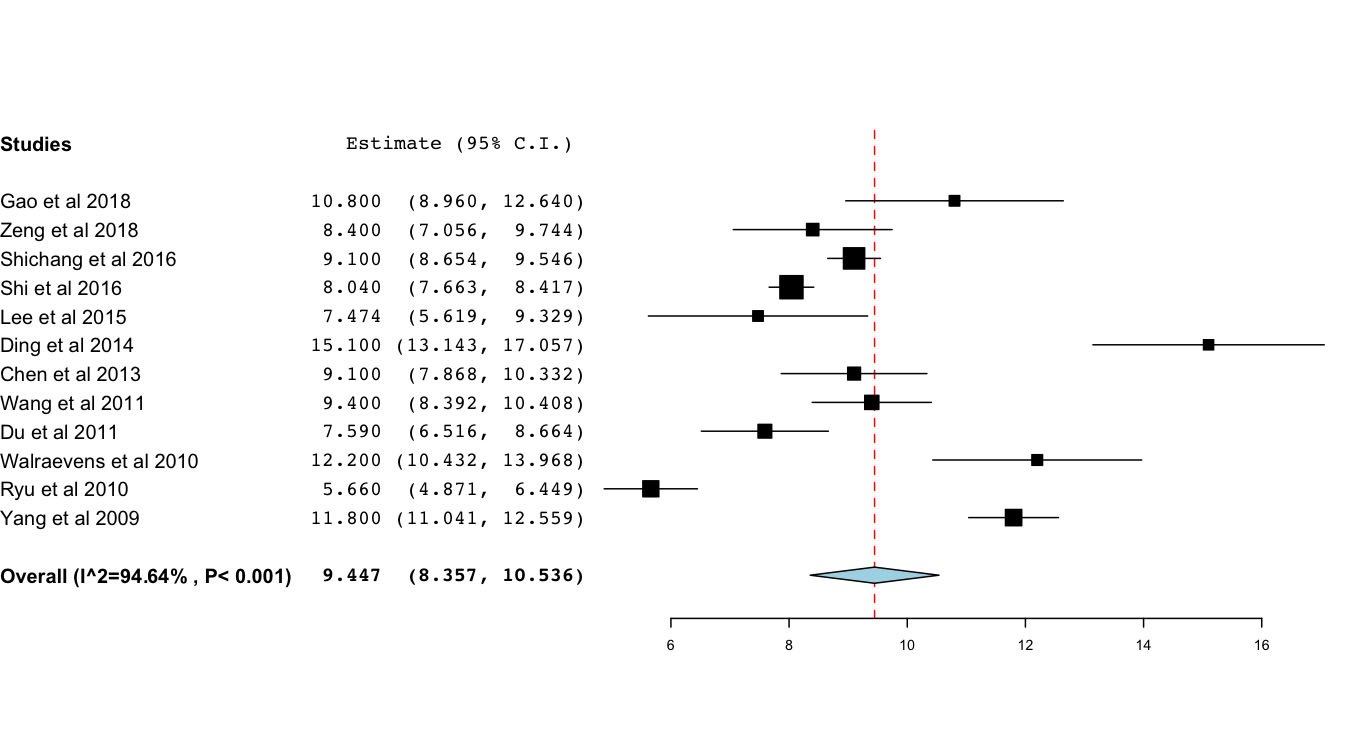 Studies Estimate (95% C.I.)
Gao et al 2018 10.800 (8.960, 12.640)
Zeng et al 2018 8.400 (7.056, 9.744)
Shichang et al 2016 9.100 (8.654, 9.546)
Shi et al 2016 8.040 (7.663, 8.417)
Lee et al 2015 7.474 (5.619, 9.329)
Ding et al 2014 15.100 (13.143, 17.057)
Chen et al 2013 9.100 (7.868, 10.332)
Wang et al 2011 9.400 (8.392, 10.408)
Du et al 2011 7.590 (6.516, 8.664)
Walraevens et al 2010 12.200 (10.432, 13.968)
Ryu et al 2010 5.660 (4.871, 6.449)
Yang et al 2009 11.800 (11.041, 12.559)
Overall (I^2=94.64% , P< 0.001) 9.447 (8.357, 10.536)
6 8 10 12 14 16